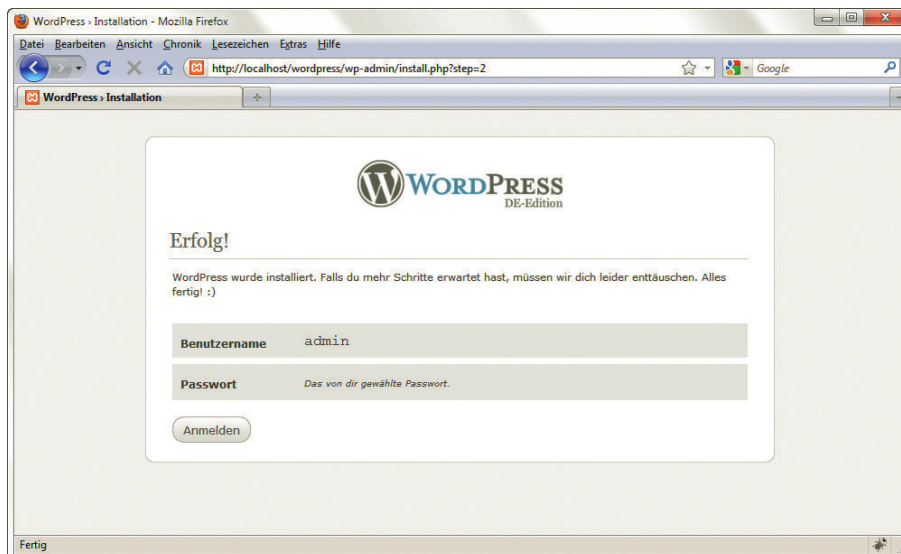 WordPress › Installation - Mozilla Firefox
Datei Bearbeiten Ansicht Chronik Lesezeichen Extras Hilfe
http://localhost/wordpress/wp-admin/install.php?step=2
Google
WordPress › Installation
WORDPRESS
DE-Edition
Erfolg!
WordPress wurde installiert. Falls du mehr Schritte erwartet hast, müssen wir dich leider enttäuschen. Alles
fertig! :)
Benutzername admin
Passwort Das von dir gewählte Passwort.
Anmelden
Fertig